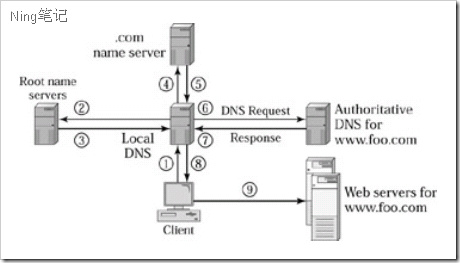 Ning笔记
.com
name server
④
⑤
Root name
servers
②
⑥
DNS Request
Authoritative
DNS for
www.foo.com
③
Local
DNS
⑦
Response
①
⑧
⑨
Client
Web servers for
www.foo.com